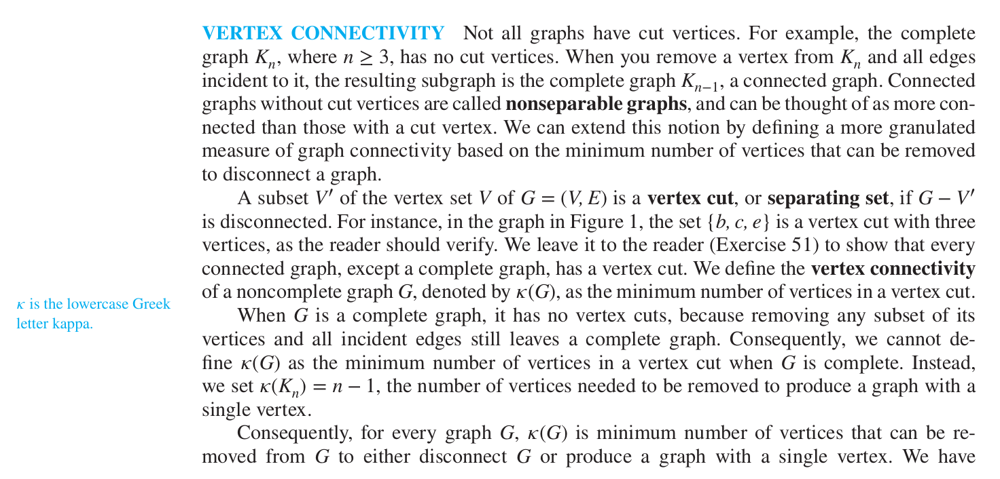 VERTEX CONNECTIVITY Not all graphs have cut vertices. For example, the complete
graph Kₙ, where n ≥ 3, has no cut vertices. When you remove a vertex from Kₙ and all edges
incident to it, the resulting subgraph is the complete graph Kₙ₋₁, a connected graph. Connected
graphs without cut vertices are called nonseparable graphs, and can be thought of as more con-
nected than those with a cut vertex. We can extend this notion by defining a more granulated
measure of graph connectivity based on the minimum number of vertices that can be removed
to disconnect a graph.
A subset V′ of the vertex set V of G = (V, E) is a vertex cut, or separating set, if G − V′
is disconnected. For instance, in the graph in Figure 1, the set {b, c, e} is a vertex cut with three
vertices, as the reader should verify. We leave it to the reader (Exercise 51) to show that every
connected graph, except a complete graph, has a vertex cut. We define the vertex connectivity
of a noncomplete graph G, denoted by κ(G), as the minimum number of vertices in a vertex cut.
κ is the lowercase Greek
letter kappa.
When G is a complete graph, it has no vertex cuts, because removing any subset of its
vertices and all incident edges still leaves a complete graph. Consequently, we cannot de-
fine κ(G) as the minimum number of vertices in a vertex cut when G is complete. Instead,
we set κ(Kₙ) = n − 1, the number of vertices needed to be removed to produce a graph with a
single vertex.
Consequently, for every graph G, κ(G) is minimum number of vertices that can be re-
moved from G to either disconnect G or produce a graph with a single vertex. We have